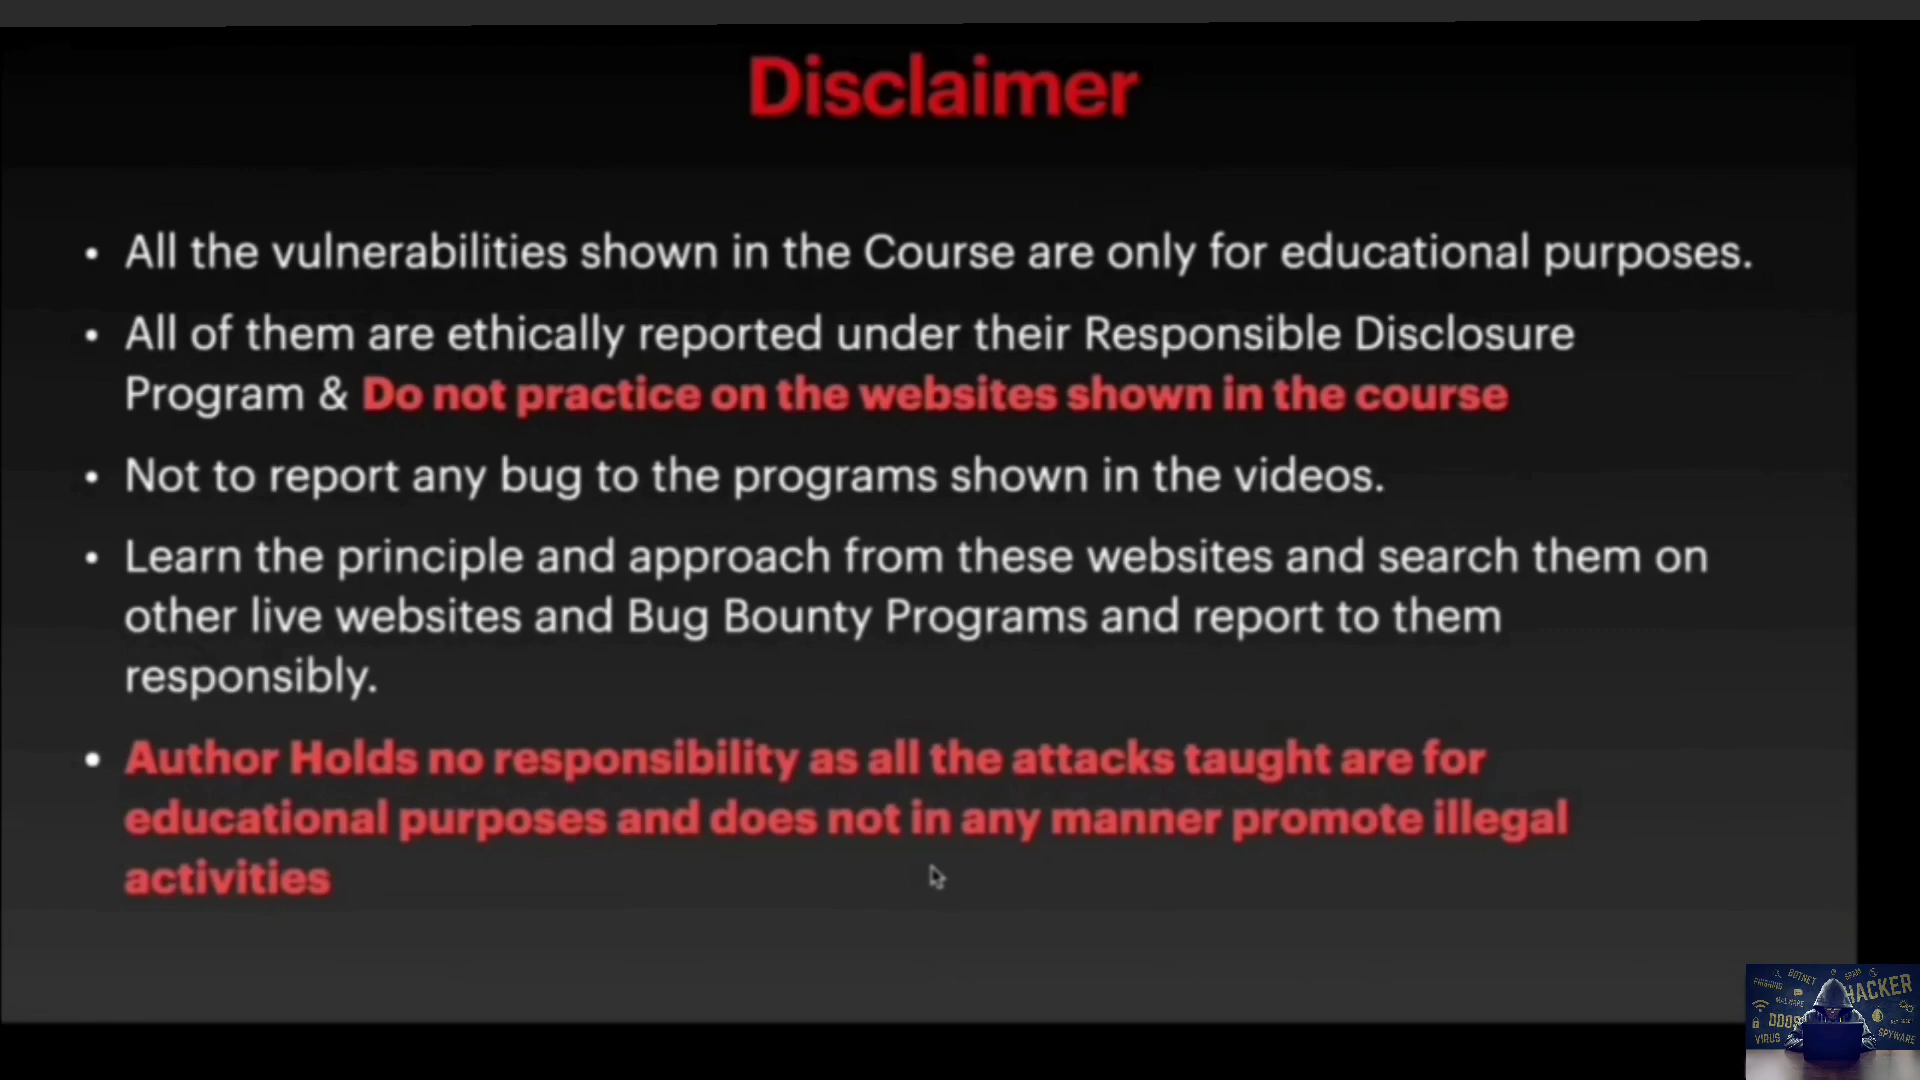 Disclaimer
• All the vulnerabilities shown in the Course are only for educational purposes.
• All of them are ethically reported under their Responsible Disclosure
Program & Do not practice on the websites shown in the course
• Not to report any bug to the programs shown in the videos.
• Learn the principle and approach from these websites and search them on
other live websites and Bug Bounty Programs and report to them
responsibly.
• Author Holds no responsibility as all the attacks taught are for
educational purposes and does not in any manner promote illegal
activities
BOTNET
SPAM
PHISHING
HACKER
MALWARE
DDOS
VIRUS
SPYWARE